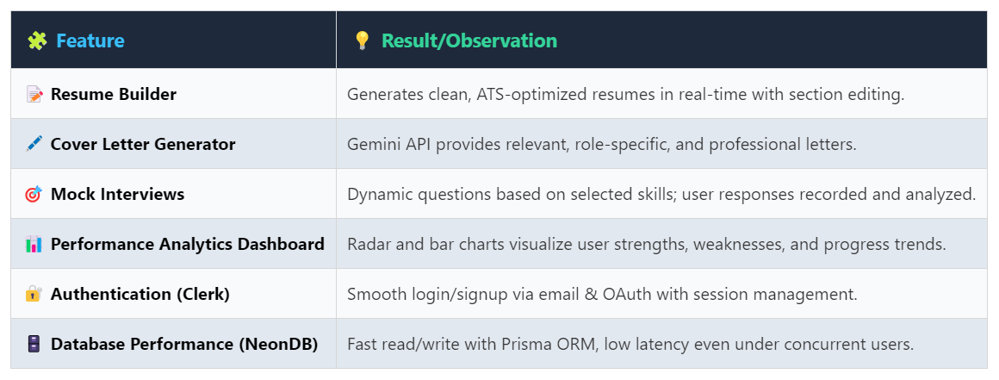 Feature Result/Observation
Resume Builder Generates clean, ATS-optimized resumes in real-time with section editing.
Cover Letter Generator Gemini API provides relevant, role-specific, and professional letters.
Mock Interviews Dynamic questions based on selected skills; user responses recorded and analyzed.
Performance Analytics Dashboard Radar and bar charts visualize user strengths, weaknesses, and progress trends.
Authentication (Clerk) Smooth login/signup via email & OAuth with session management.
Database Performance (NeonDB) Fast read/write with Prisma ORM, low latency even under concurrent users.